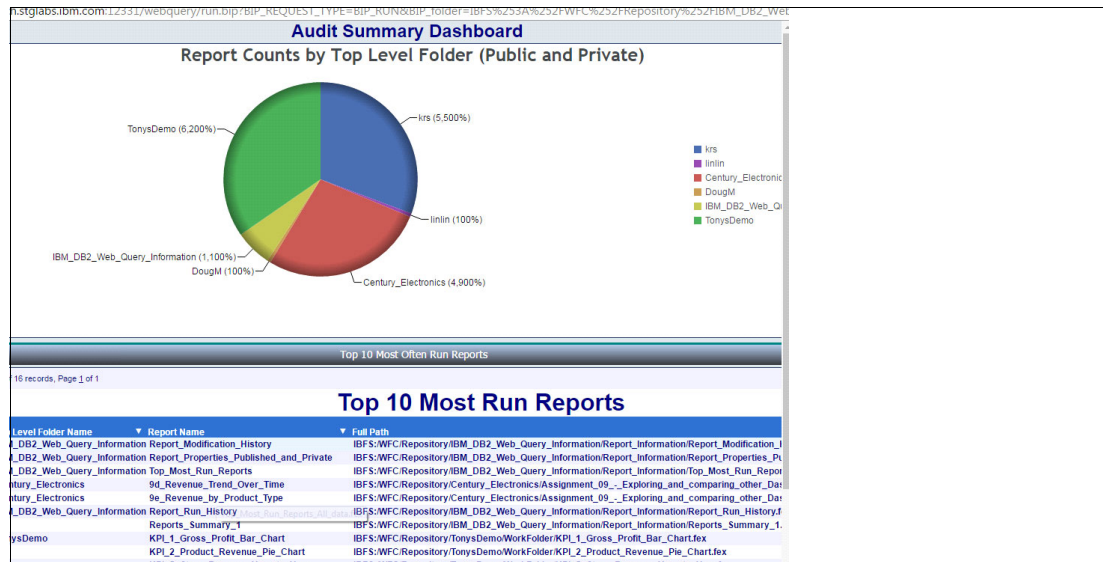 n.stglabs.ibm.com:12331/webquery/run.bip?BIP_REQUEST_TYPE=BIP_RUN&BIP_folder=IBFS%253A%252FWFC%252FRepository%252FIBM_DB2_Web
Audit Summary Dashboard
Report Counts by Top Level Folder (Public and Private)
krs (5,500%)
TonysDemo (6,200%)
krs
linlin
Century_Electronic
DougM
IBM_DB2_Web_Qu
TonysDemo
linlin (100%)
IBM_DB2_Web_Query_Information (1,100%)
DougM (100%)
Century_Electronics (4,900%)
Top 10 Most Often Run Reports
16 records, Page 1 of 1
Top 10 Most Run Reports
Level Folder Name Report Name Full Path
_DB2_Web_Query_Information Report_Modification_History IBFS:/WFC/Repository/IBM_DB2_Web_Query_Information/Report_Information/Report_Modification_
_DB2_Web_Query_Information Report_Properties_Published_and_Private IBFS:/WFC/Repository/IBM_DB2_Web_Query_Information/Report_Information/Report_Properties_Pu
_DB2_Web_Query_Information Top_Most_Run_Reports IBFS:/WFC/Repository/IBM_DB2_Web_Query_Information/Report_Information/Top_Most_Run_Repor
ntury_Electronics 9d_Revenue_Trend_Over_Time IBFS:/WFC/Repository/Century_Electronics/Assignment_09_-_Exploring_and_comparing_other_Das
ntury_Electronics 9e_Revenue_by_Product_Type IBFS:/WFC/Repository/Century_Electronics/Assignment_09_-_Exploring_and_comparing_other_Das
_DB2_Web_Query_Information Report_Run_History IBFS:/WFC/Repository/IBM_DB2_Web_Query_Information/Report_Information/Report_Run_History.f
Reports_Summary_1 IBFS:/WFC/Repository/IBM_DB2_Web_Query_Information/Report_Information/Reports_Summary_1.
nysDemo KPI_1_Gross_Profit_Bar_Chart IBFS:/WFC/Repository/TonysDemo/WorkFolder/KPI_1_Gross_Profit_Bar_Chart.fex
KPI_2_Product_Revenue_Pie_Chart IBFS:/WFC/Repository/TonysDemo/WorkFolder/KPI_2_Product_Revenue_Pie_Chart.fex